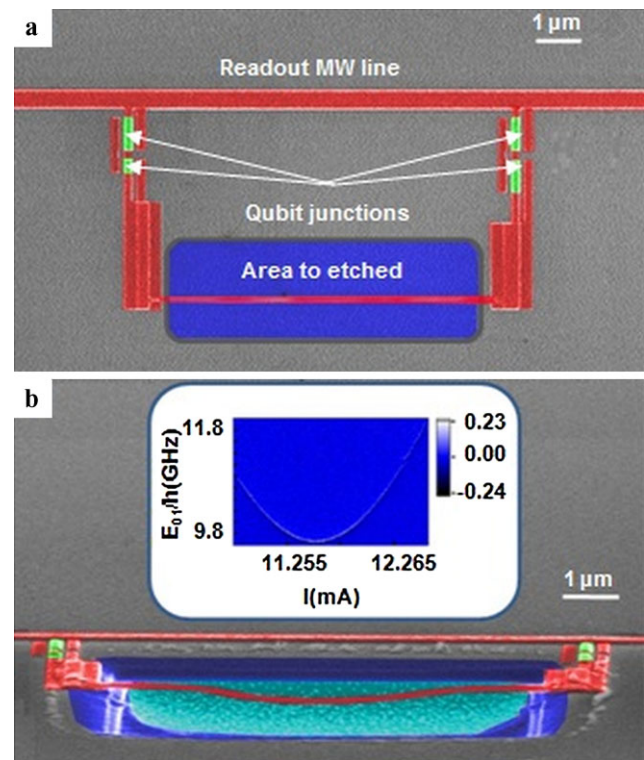 a
1 μm
Readout MW line
Qubit junctions
Area to etched
b
11.8
E01/h(GHz)
9.8
0.23
0.00
-0.24
11.255 12.265
I(mA)
1 μm